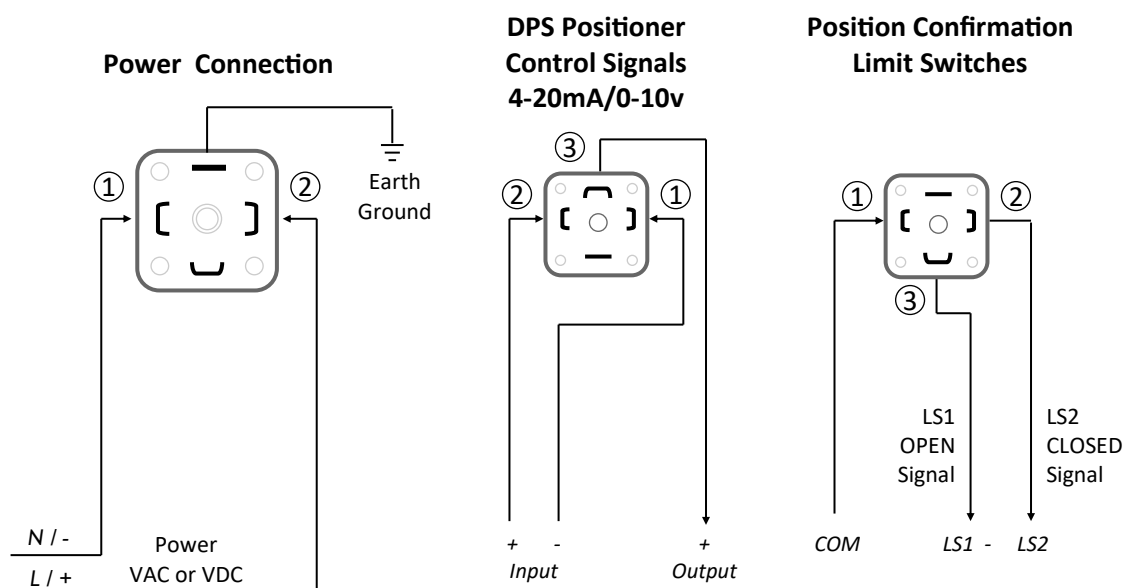 Power Connection
①
②
Earth
Ground
N / -
L / +
Power
VAC or VDC
DPS Positioner
Control Signals
4-20mA/0-10v
③
②
①
+
-
Input
+
Output
Position Confirmation
Limit Switches
①
②
③
LS1
OPEN
Signal
LS2
CLOSED
Signal
COM
LS1 -
LS2